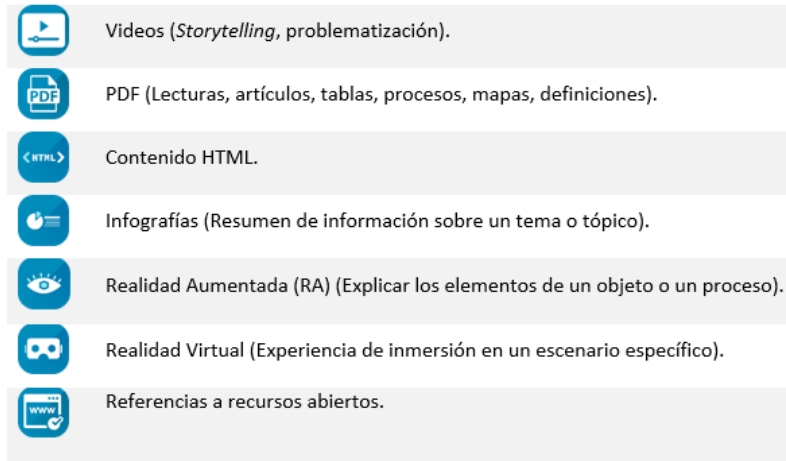 Videos (Storytelling, problematización).
PDF
PDF (Lecturas, artículos, tablas, procesos, mapas, definiciones).
<HTML>
Contenido HTML.
Infografías (Resumen de información sobre un tema o tópico).
Realidad Aumentada (RA) (Explicar los elementos de un objeto o un proceso).
Realidad Virtual (Experiencia de inmersión en un escenario específico).
Referencias a recursos abiertos.
www